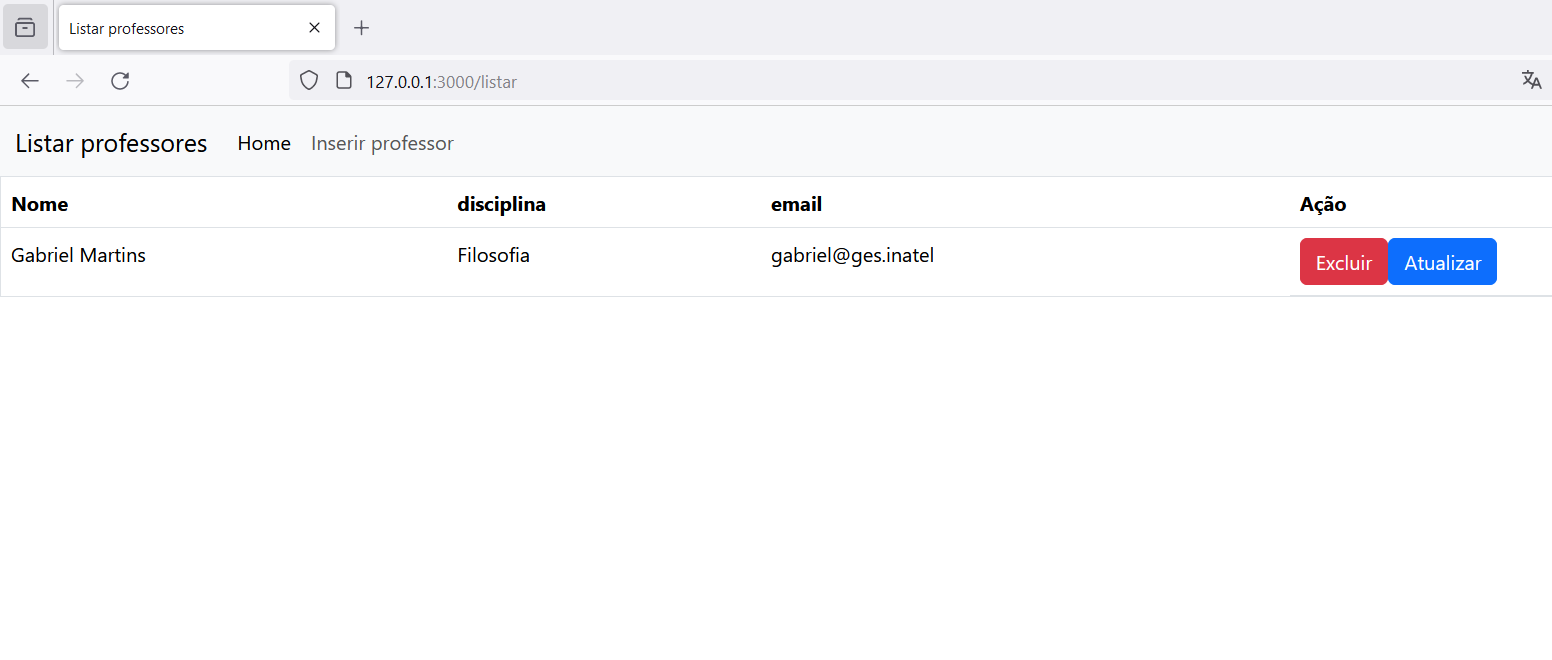 Listar professores
127.0.0.1:3000/listar
Listar professores Home Inserir professor
Nome disciplina email Ação
Gabriel Martins Filosofia gabriel@ges.inatel Excluir Atualizar